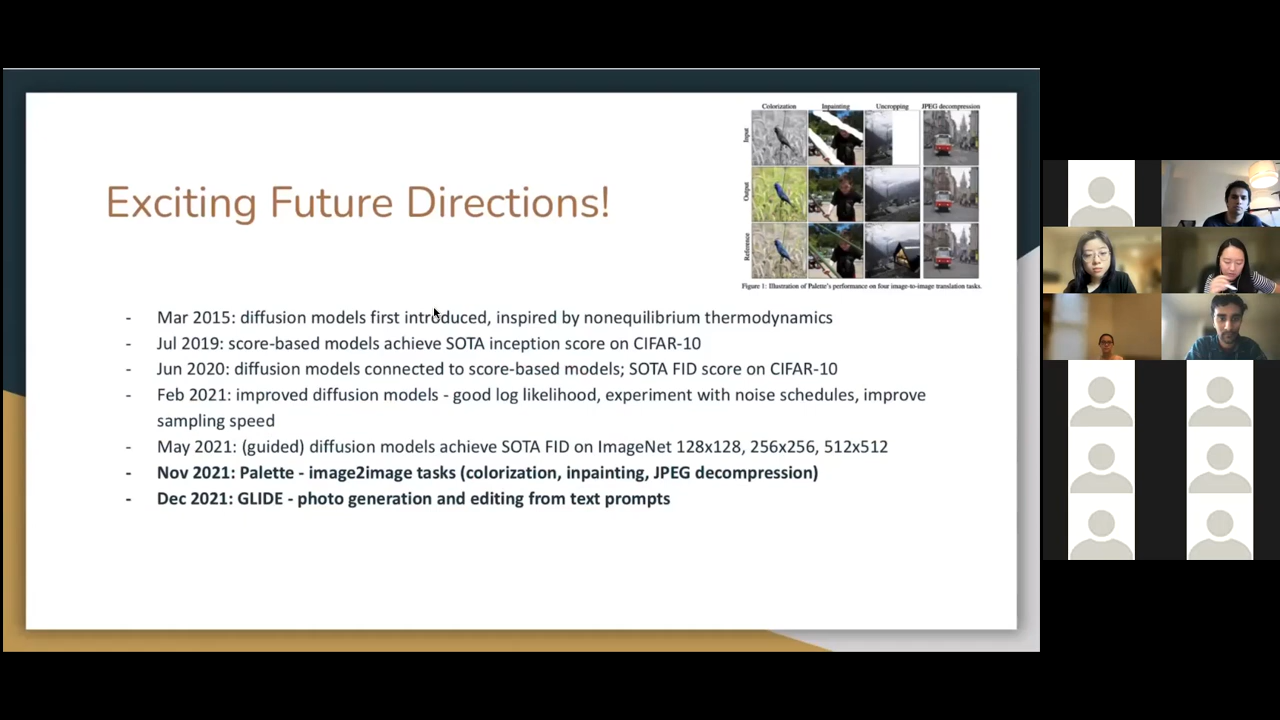 Colorization Inpainting Uncropping JPEG decompression
Input
Output
Reference
Figure 1: Illustration of Palette's performance on four image-to-image translation tasks.
Exciting Future Directions!
- Mar 2015: diffusion models first introduced, inspired by nonequilibrium thermodynamics
- Jul 2019: score-based models achieve SOTA inception score on CIFAR-10
- Jun 2020: diffusion models connected to score-based models; SOTA FID score on CIFAR-10
- Feb 2021: improved diffusion models - good log likelihood, experiment with noise schedules, improve
sampling speed
- May 2021: (guided) diffusion models achieve SOTA FID on ImageNet 128x128, 256x256, 512x512
- Nov 2021: Palette - image2image tasks (colorization, inpainting, JPEG decompression)
- Dec 2021: GLIDE - photo generation and editing from text prompts